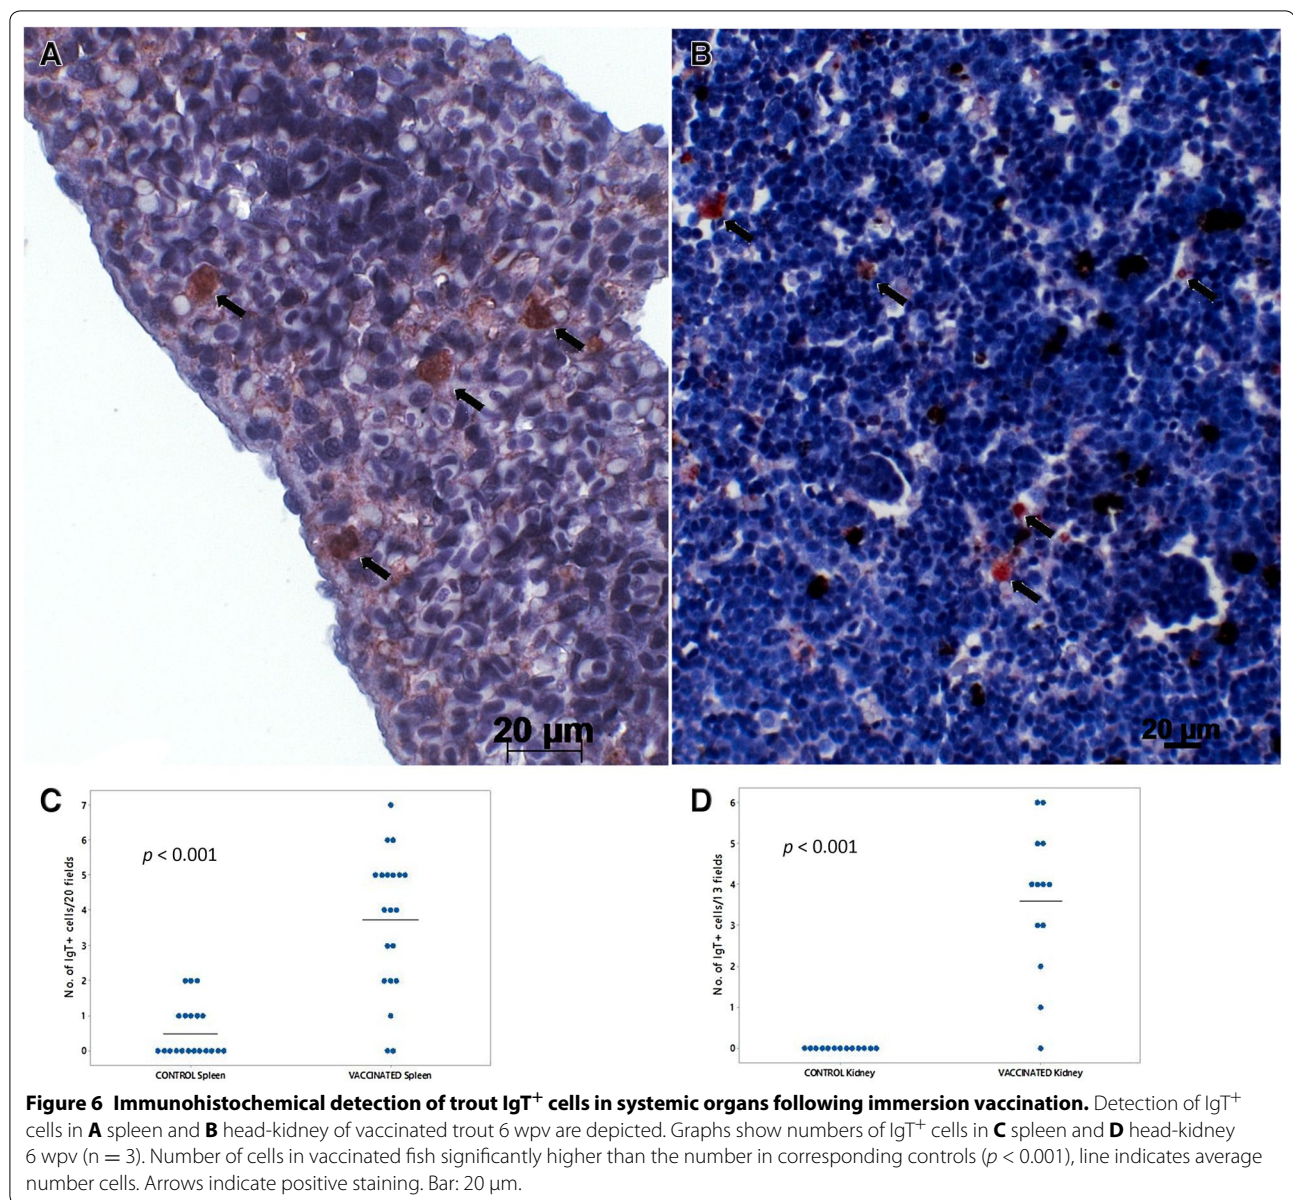 A
B
20 µm
20 µm
C
D
p < 0.001
p < 0.001
No. of IgT+ cells/20 fields
7
6
5
4
3
2
1
0
CONTROL Spleen
VACCINATED Spleen
No. of IgT+ cells/13 fields
6
5
4
3
2
1
0
CONTROL Kidney
VACCINATED Kidney
Figure 6 Immunohistochemical detection of trout IgT⁺ cells in systemic organs following immersion vaccination. Detection of IgT⁺
cells in A spleen and B head-kidney of vaccinated trout 6 wpv are depicted. Graphs show numbers of IgT⁺ cells in C spleen and D head-kidney
6 wpv (n = 3). Number of cells in vaccinated fish significantly higher than the number in corresponding controls (p < 0.001), line indicates average
number cells. Arrows indicate positive staining. Bar: 20 µm.